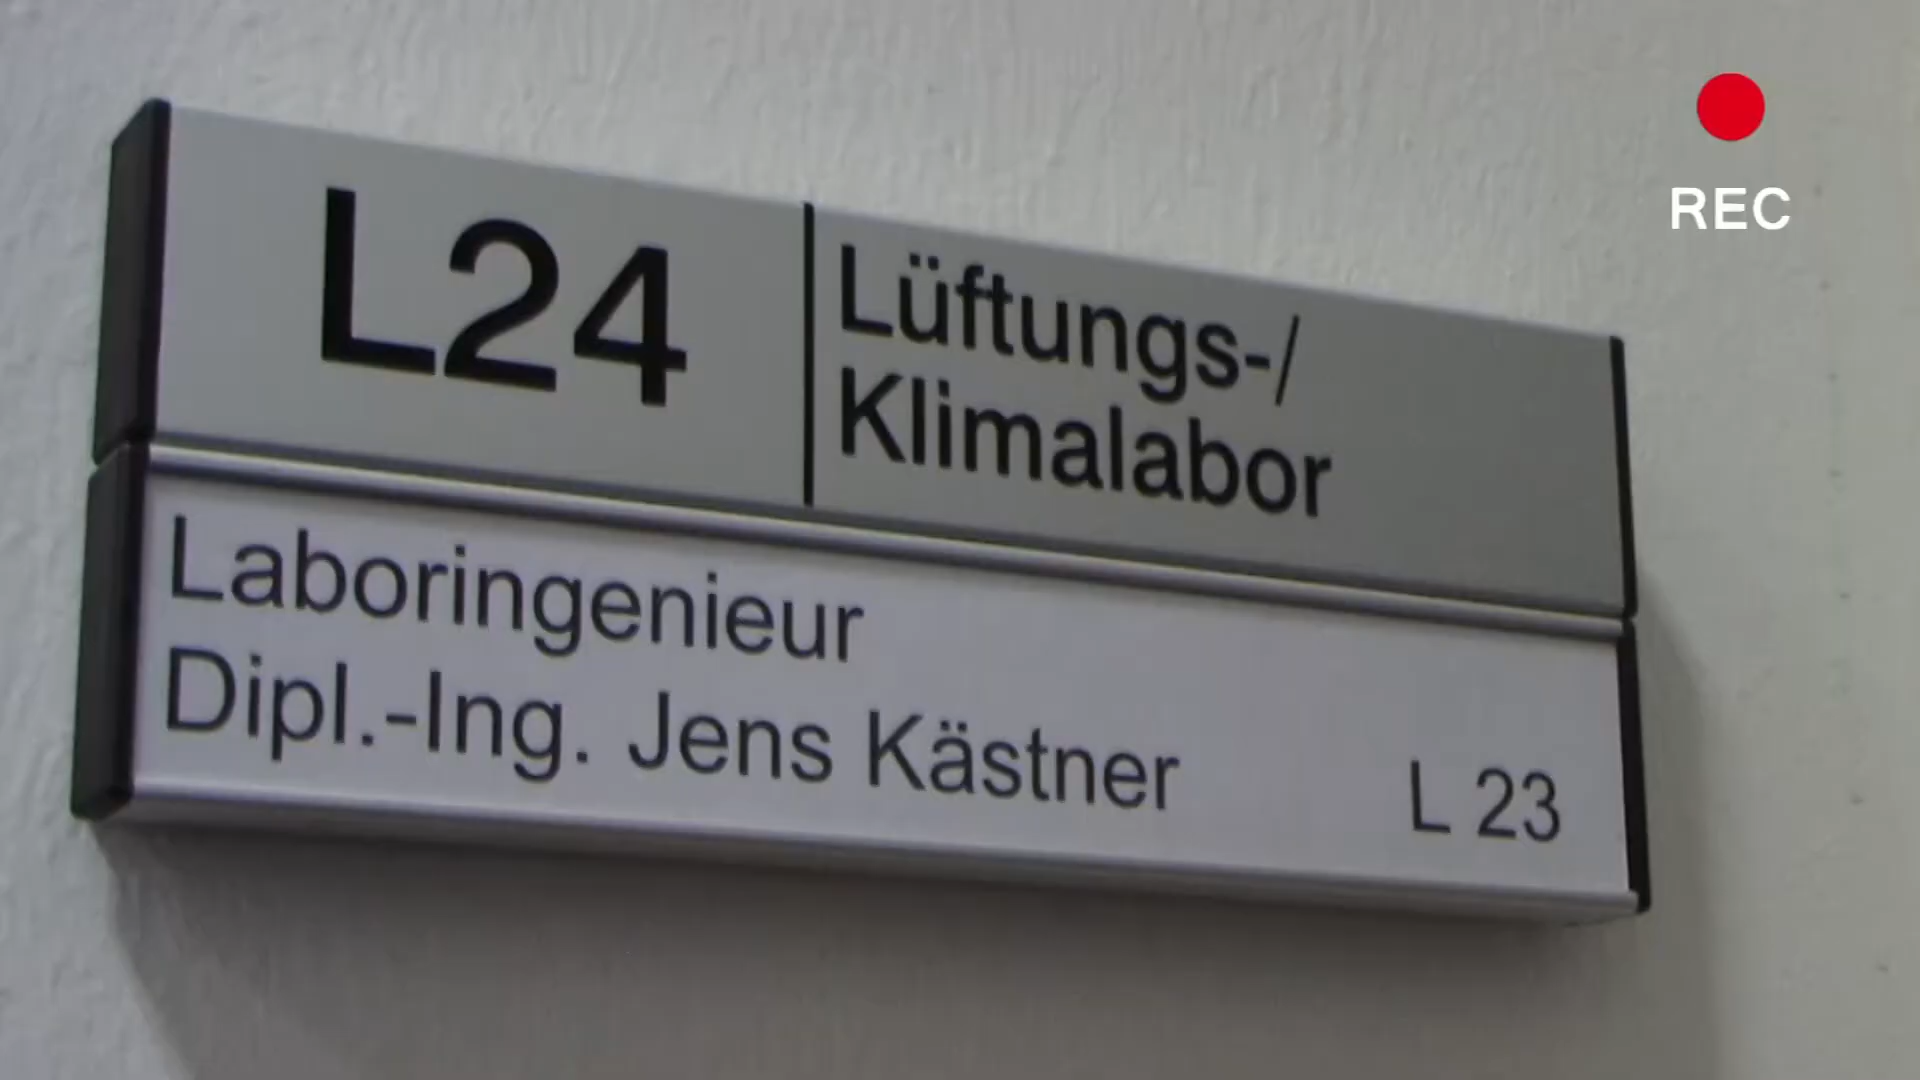 REC
L24
Lüftungs-/
Klimalabor
Laboringenieur
Dipl.-Ing. Jens Kästner
L 23